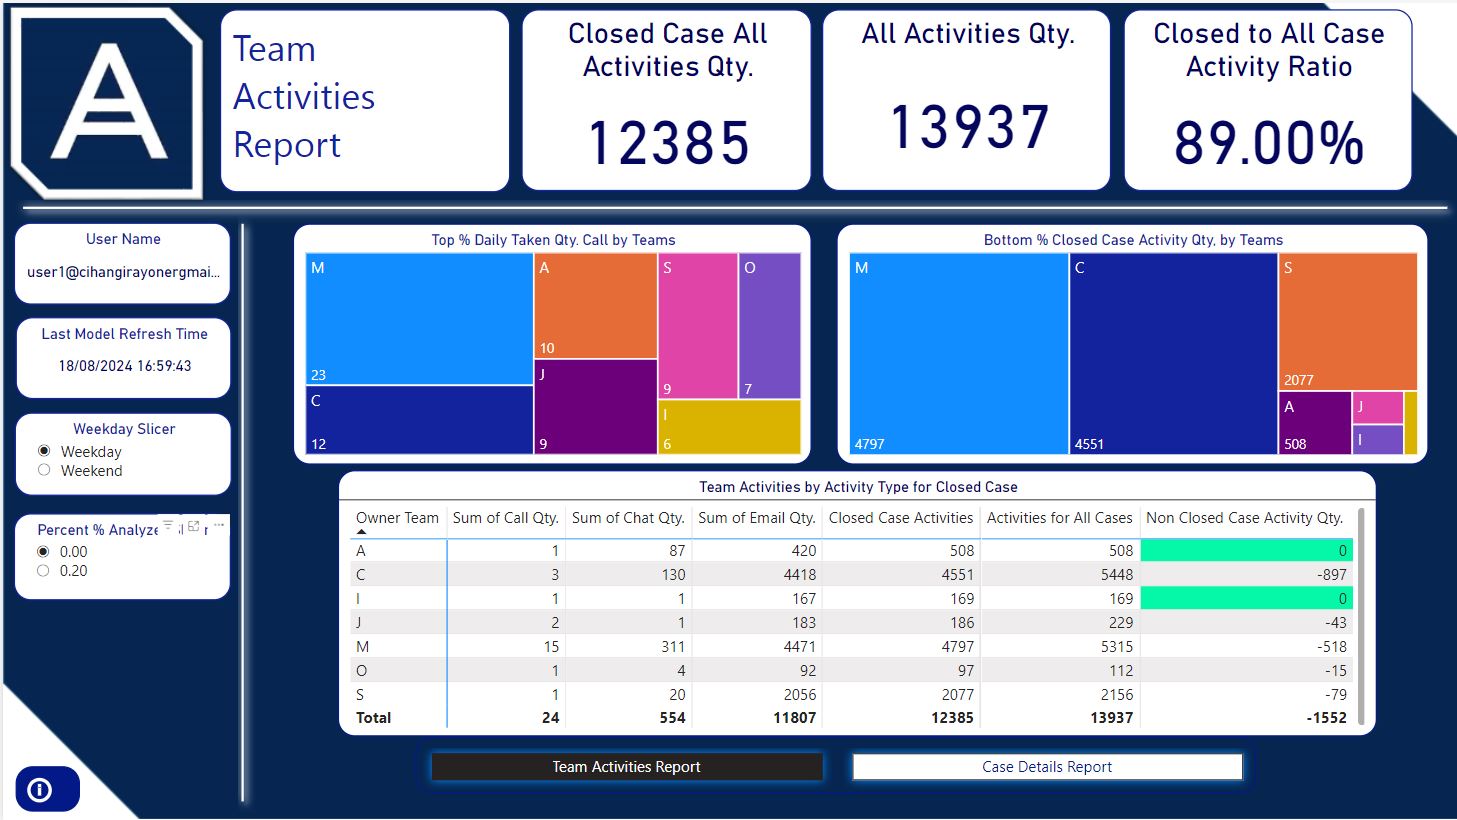 A
Team
Activities
Report
Closed Case All
Activities Qty.
12385
All Activities Qty.
13937
Closed to All Case
Activity Ratio
89.00%
User Name
user1@cihangirayonergmai...
Last Model Refresh Time
18/08/2024 16:59:43
Weekday Slicer
Weekday
Weekend
Percent % Analyze
0.00
0.20
Top % Daily Taken Qty. Call by Teams
M
23
C
12
A
10
J
9
S
9
O
7
I
6
Bottom % Closed Case Activity Qty, by Teams
M
4797
C
4551
S
2077
A
508
J
I
Team Activities by Activity Type for Closed Case
Owner Team Sum of Call Qty. Sum of Chat Qty. Sum of Email Qty. Closed Case Activities Activities for All Cases Non Closed Case Activity Qty.
A 1 87 420 508 508 0
C 3 130 4418 4551 5448 -897
I 1 1 167 169 169 0
J 2 1 183 186 229 -43
M 15 311 4471 4797 5315 -518
O 1 4 92 97 112 -15
S 1 20 2056 2077 2156 -79
Total 24 554 11807 12385 13937 -1552
Team Activities Report
Case Details Report